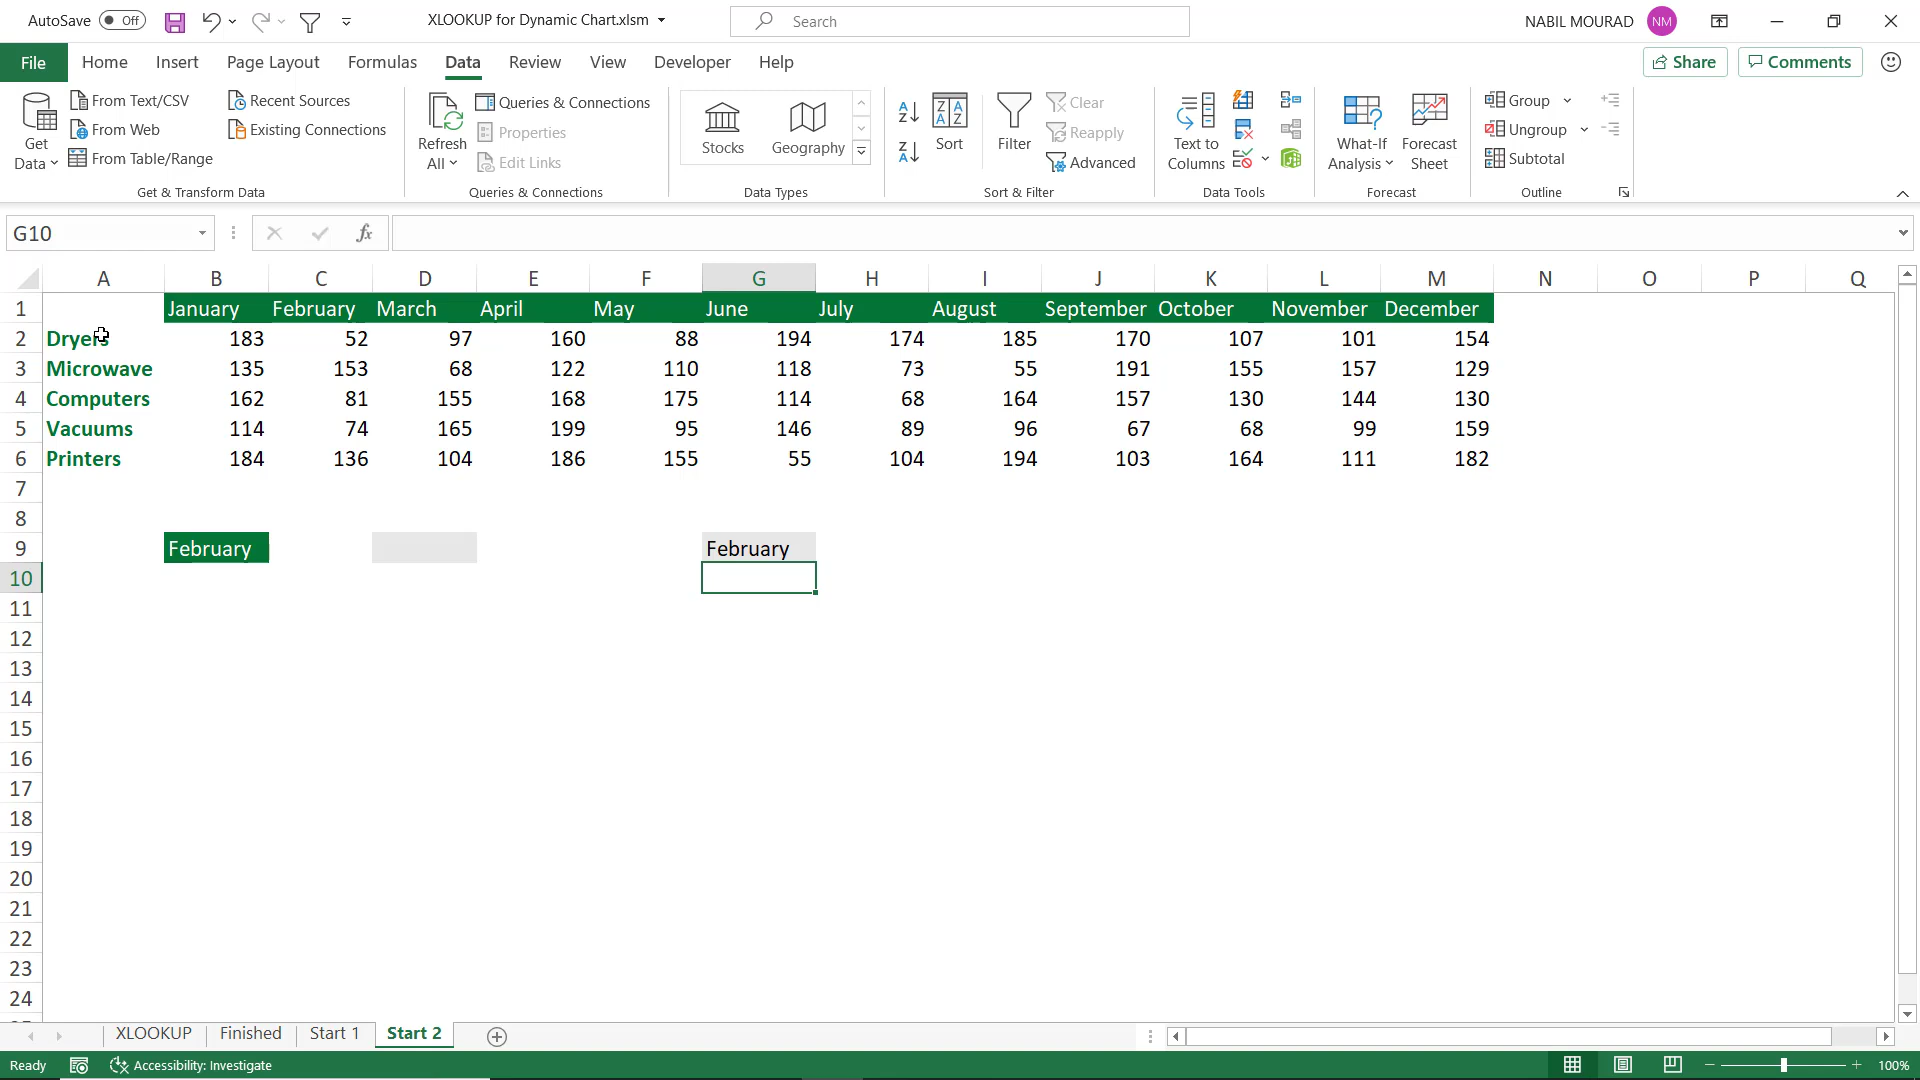 AutoSave Off XLOOKUP for Dynamic Chart.xlsm Search NABIL MOURAD NM
File Home Insert Page Layout Formulas Data Review View Developer Help Share Comments
Get Data
From Text/CSV
From Web
From Table/Range
Recent Sources
Existing Connections
Get & Transform Data
Refresh All
Queries & Connections
Properties
Edit Links
Queries & Connections
Stocks Geography
Data Types
Sort Filter
Clear
Reapply
Advanced
Sort & Filter
Text to Columns
Data Tools
What-If Analysis
Forecast Sheet
Forecast
Group
Ungroup
Subtotal
Outline
G10 fx
A B C D E F G H I J K L M N O P Q
1 January February March April May June July August September October November December
2 Dryers 183 52 97 160 88 194 174 185 170 107 101 154
3 Microwave 135 153 68 122 110 118 73 55 191 155 157 129
4 Computers 162 81 155 168 175 114 68 164 157 130 144 130
5 Vacuums 114 74 165 199 95 146 89 96 67 68 99 159
6 Printers 184 136 104 186 155 55 104 194 103 164 111 182
7
8
9 February February
10
11
12
13
14
15
16
17
18
19
20
21
22
23
24
XLOOKUP Finished Start 1 Start 2
Ready Accessibility: Investigate 100%